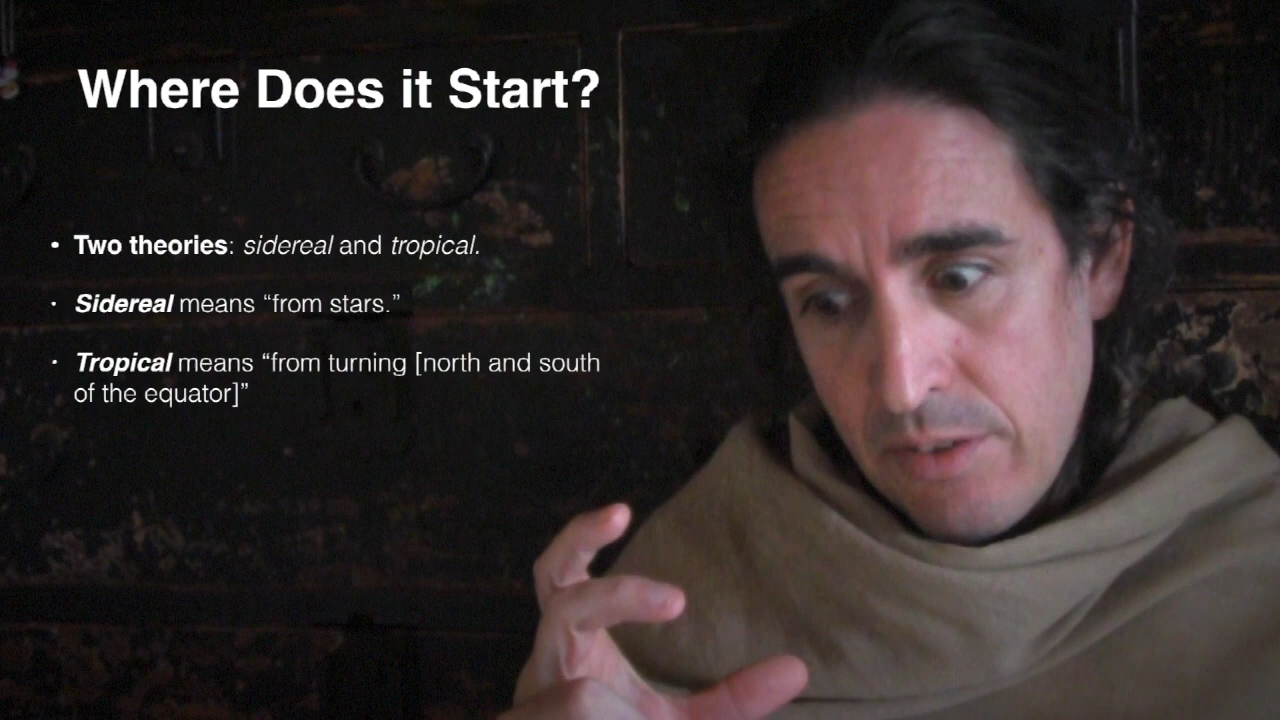 Where Does it Start?
• Two theories: sidereal and tropical.
• Sidereal means “from stars.”
• Tropical means “from turning [north and south
of the equator]”